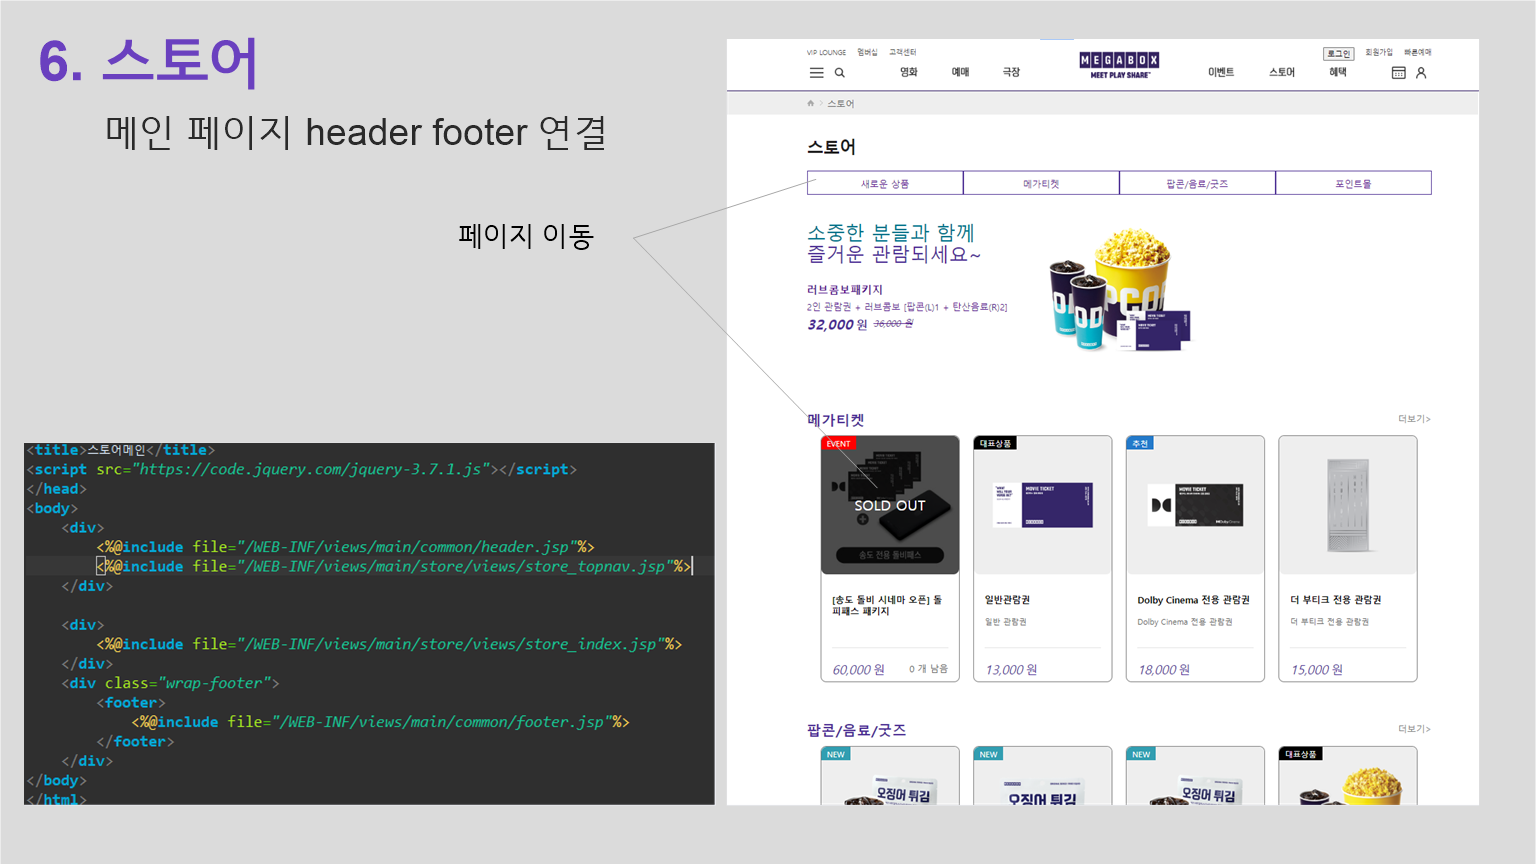 6. 스토어
메인 페이지 header footer 연결
페이지 이동
<title>스토어메인</title>
<script src="https://code.jquery.com/jquery-3.7.1.js"></script>
</head>
<body>
<div>
<%@include file="/WEB-INF/views/main/common/header.jsp"%>
<%@include file="/WEB-INF/views/main/store/views/store_topnav.jsp"%>
</div>
<div>
<%@include file="/WEB-INF/views/main/store/views/store_index.jsp"%>
</div>
<div class="wrap-footer">
<footer>
<%@include file="/WEB-INF/views/main/common/footer.jsp"%>
</footer>
</div>
</body>
</html>
VIP LOUNGE 멤버십 고객센터
로그인 회원가입 빠른예매
영화 예매 극장
MEGABOX
MEET PLAY SHARE
이벤트 스토어 혜택
스토어
스토어
새로운 상품 메가티켓 팝콘/음료/굿즈 포인트몰
소중한 분들과 함께
즐거운 관람되세요~
러브콤보패키지
2인 관람권 + 러브콤보 [팝콘(L)1 + 탄산음료(R)2]
32,000 원 36,000 원
메가티켓 더보기>
EVENT
SOLD OUT
송도 전용 돌비패스
[송도 돌비 시네마 오픈] 돌
피패스 패키지
60,000 원 0 개 남음
대표상품
MOVIE TICKET
일반관람권
일반 관람권
13,000 원
추천
MOVIE TICKET
Dolby Cinema 전용 관람권
Dolby Cinema 전용 관람권
18,000 원
더 부티크 전용 관람권
더 부티크 전용 관람권
15,000 원
팝콘/음료/굿즈 더보기>
NEW
오징어 튀김
NEW
오징어 튀김
NEW
오징어 튀김
대표상품